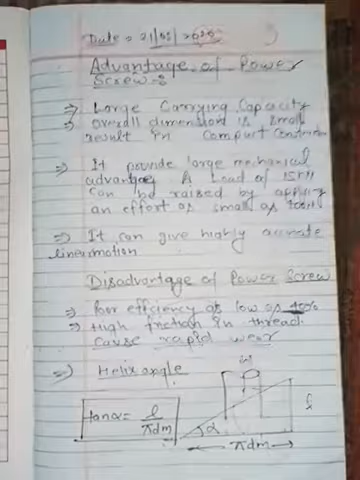 Date = 21/05/2020
Advantage of Power
Screw :-
⇒ Large Carrying Capacity
⇒ overall dimension is small
result in Compact Construction
⇒ It provide large mechanical
advantage A Load of 15KN
Can be raised by applying
an effort as small as 400N
⇒ It can give highly accurate
linear motion
Disadvantage of Power Screw
⇒ Poor efficiency as low as 40%
⇒ High friction in thread
cause rapid wear
⇒ Helix angle
w
tanα = l / πdm
α
l
πdm